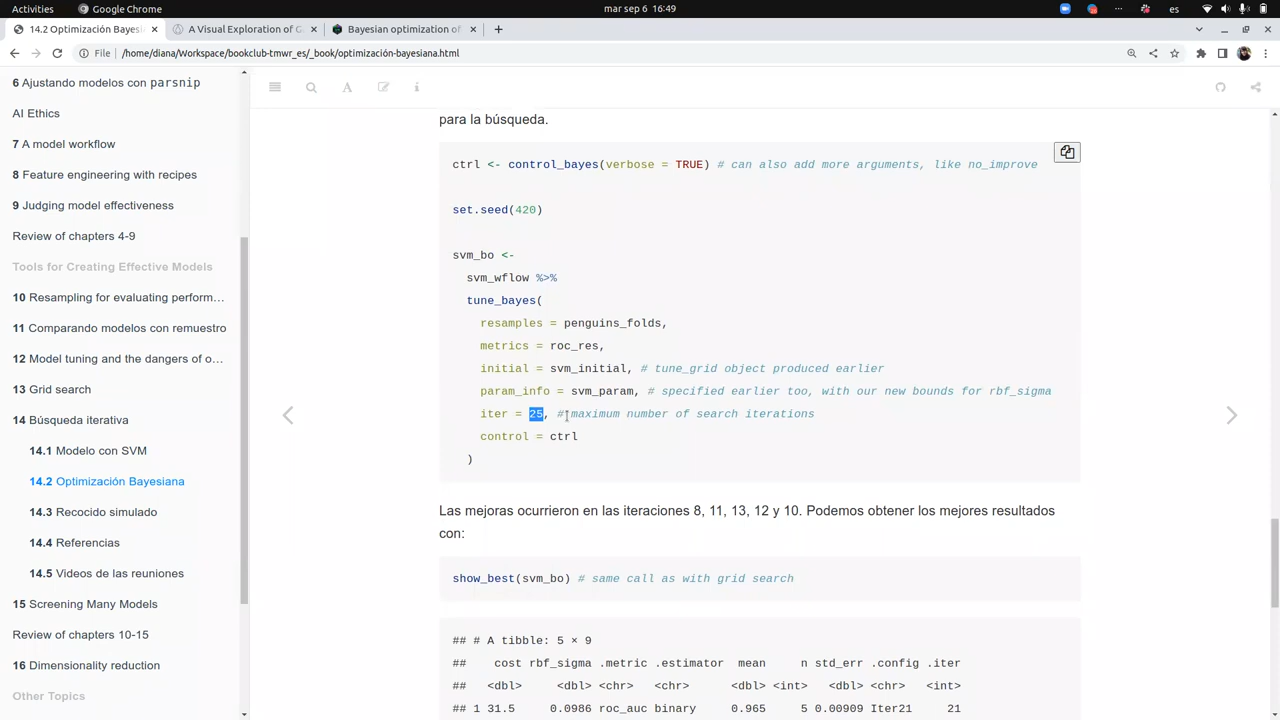 Activities
Google Chrome
mar sep 6 16:49
es
14.2 Optimización Bayesi
A Visual Exploration of G
Bayesian optimization of
File
/home/diana/Workspace/bookclub-tmwr_es/_book/optimización-bayesiana.html
6 Ajustando modelos con parsnip
AI Ethics
7 A model workflow
8 Feature engineering with recipes
9 Judging model effectiveness
Review of chapters 4-9
Tools for Creating Effective Models
10 Resampling for evaluating perform…
11 Comparando modelos con remuestro
12 Model tuning and the dangers of o…
13 Grid search
14 Búsqueda iterativa
14.1 Modelo con SVM
14.2 Optimización Bayesiana
14.3 Recocido simulado
14.4 Referencias
14.5 Videos de las reuniones
15 Screening Many Models
Review of chapters 10-15
16 Dimensionality reduction
Other Topics
para la búsqueda.
ctrl <- control_bayes(verbose = TRUE) # can also add more arguments, like no_improve
set.seed(420)
svm_bo <-
svm_wflow %>%
tune_bayes(
resamples = penguins_folds,
metrics = roc_res,
initial = svm_initial, # tune_grid object produced earlier
param_info = svm_param, # specified earlier too, with our new bounds for rbf_sigma
iter = 25, # maximum number of search iterations
control = ctrl
)
Las mejoras ocurrieron en las iteraciones 8, 11, 13, 12 y 10. Podemos obtener los mejores resultados
con:
show_best(svm_bo) # same call as with grid search
## # A tibble: 5 × 9
## cost rbf_sigma .metric .estimator mean n std_err .config .iter
## <dbl> <dbl> <chr> <chr> <dbl> <int> <dbl> <chr> <int>
## 1 31.5 0.0986 roc_auc binary 0.965 5 0.00909 Iter21 21